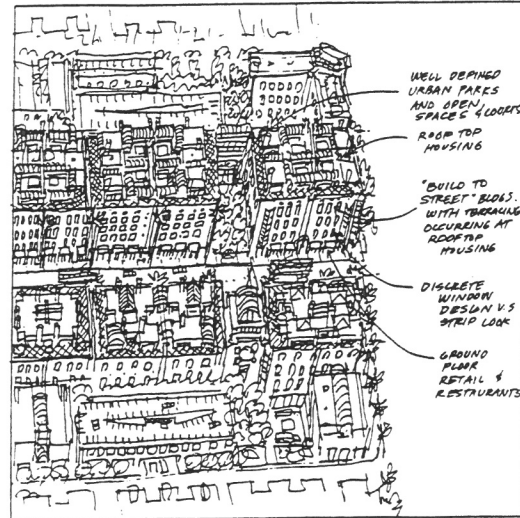 WELL DEFINED
URBAN PARKS
AND OPEN
SPACES & COURTS
ROOF TOP
HOUSING
"BUILD TO
STREET" BLDGS.
WITH TERRACING
OCCURRING AT
ROOFTOP
HOUSING
DISCRETE
WINDOW
DESIGN V.S
STRIP LOOK
GROUND
FLOOR
RETAIL &
RESTAURANTS